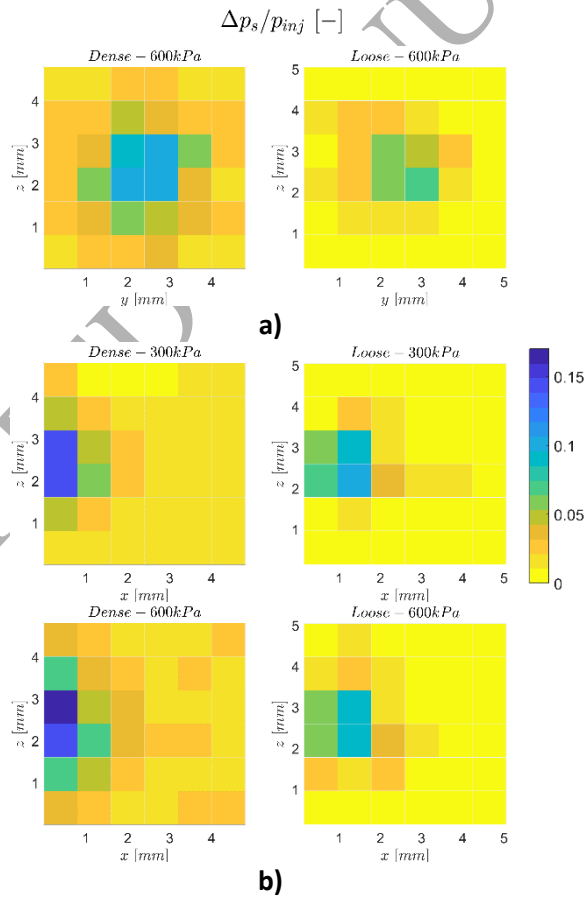 Δp_s/p_inj [−]
Dense − 600kPa
Loose − 600kPa
z [mm]
4
3
2
1
1 2 3 4
y [mm]
z [mm]
5
4
3
2
1
1 2 3 4 5
y [mm]
a)
Dense − 300kPa
Loose − 300kPa
z [mm]
4
3
2
1
1 2 3 4
x [mm]
z [mm]
5
4
3
2
1
1 2 3 4 5
x [mm]
0.15
0.1
0.05
0
Dense − 600kPa
Loose − 600kPa
z [mm]
4
3
2
1
1 2 3 4
x [mm]
z [mm]
5
4
3
2
1
1 2 3 4 5
x [mm]
b)